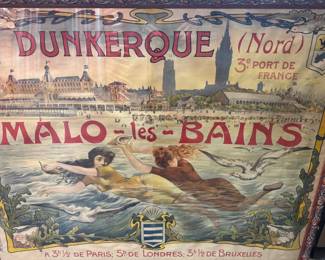 DUNKERQUE (Nord)
3e PORT DE
FRANCE
MALO-les-BAINS
A 3h ½ de PARIS; 5h de LONDRES; 3h ½ de BRUXELLES